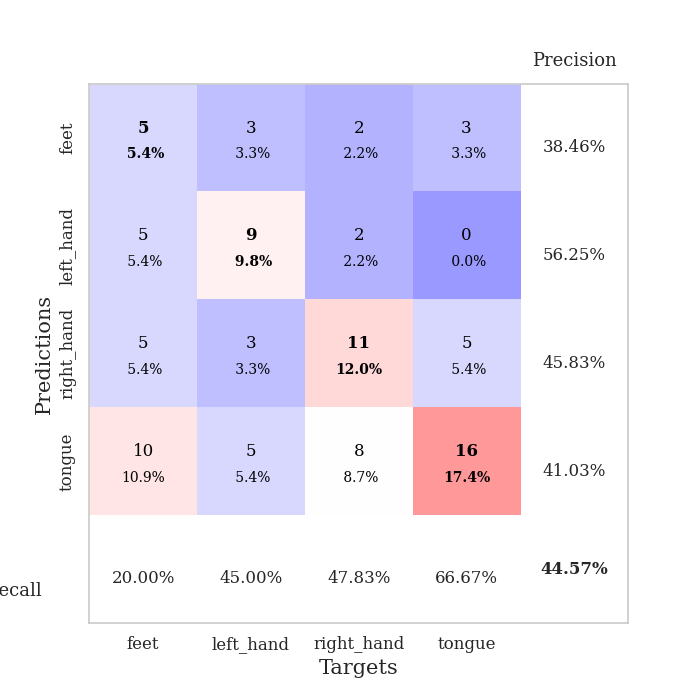 Precision
feet 5 3 2 3 38.46%
5.4% 3.3% 2.2% 3.3%
left_hand 5 9 2 0 56.25%
5.4% 9.8% 2.2% 0.0%
Predictions
right_hand 5 3 11 5 45.83%
5.4% 3.3% 12.0% 5.4%
tongue 10 5 8 16 41.03%
10.9% 5.4% 8.7% 17.4%
ecall 20.00% 45.00% 47.83% 66.67% 44.57%
feet left_hand right_hand tongue
Targets